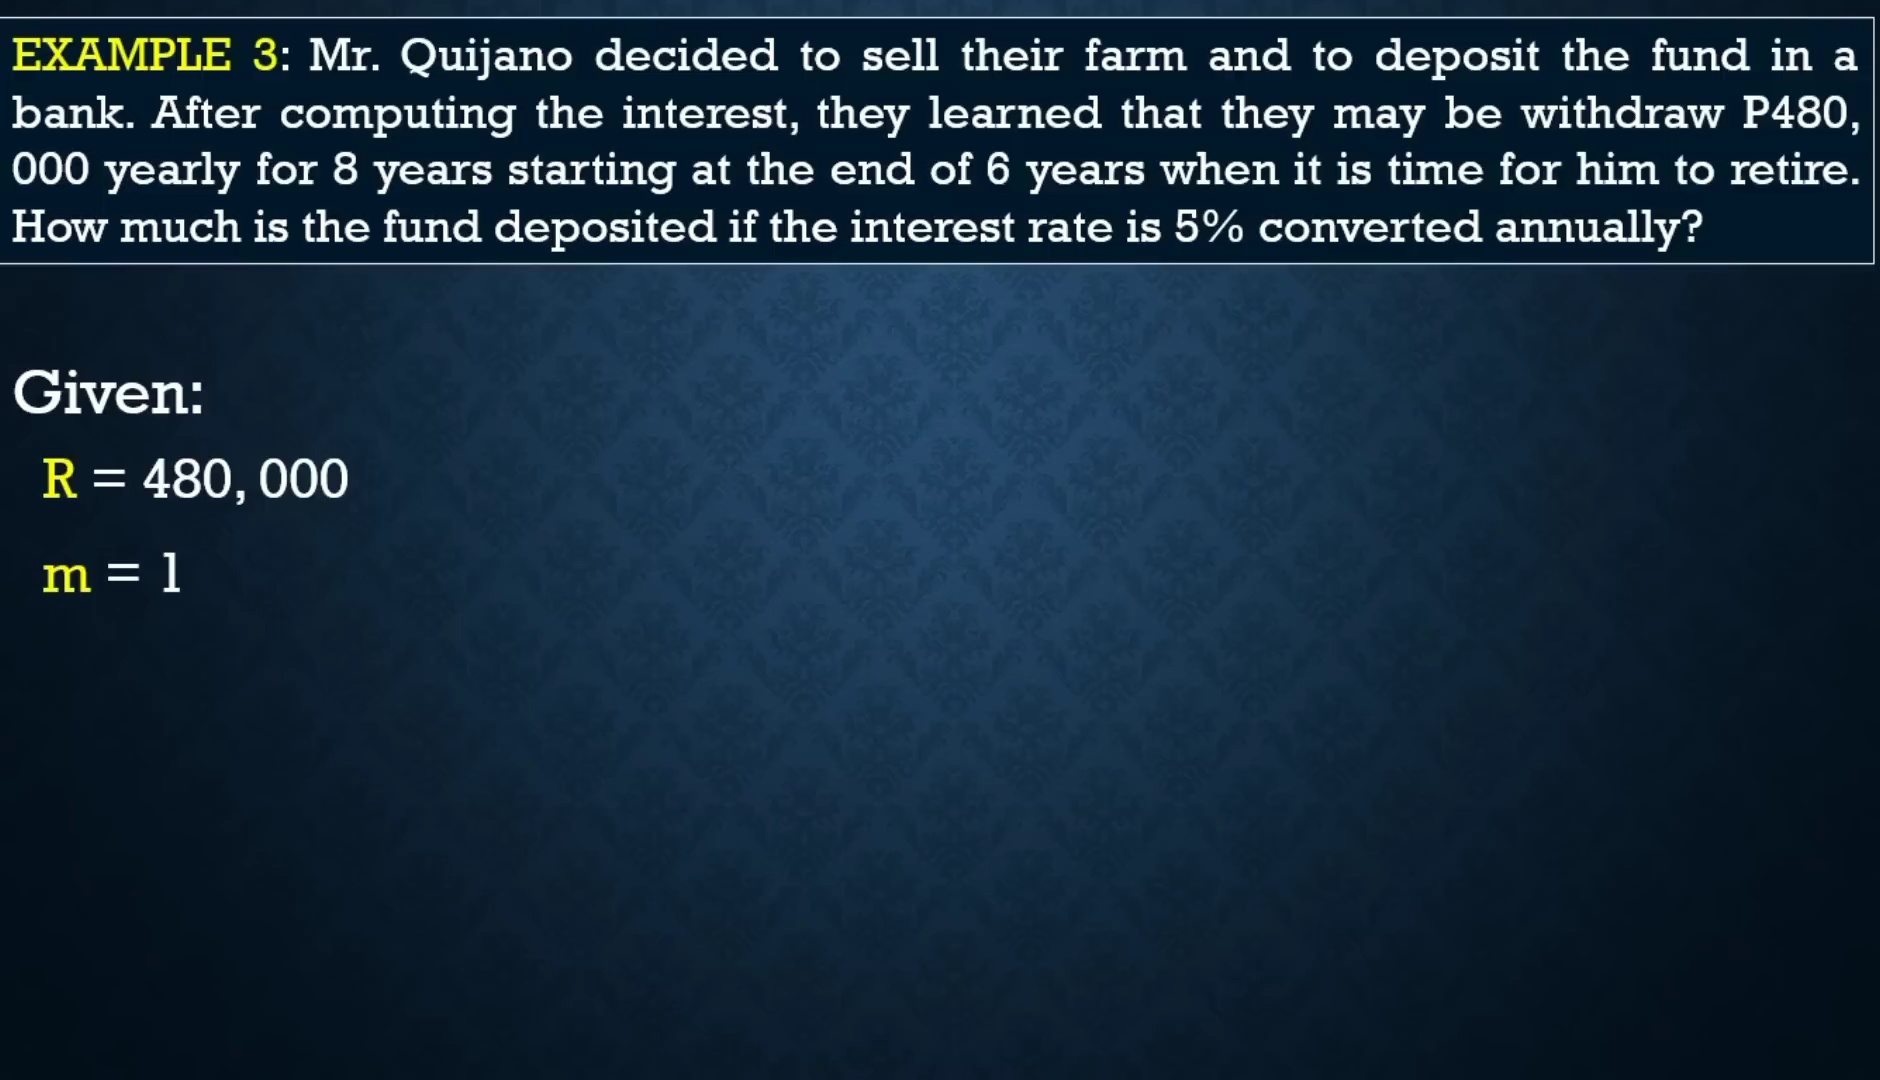 EXAMPLE 3: Mr. Quijano decided to sell their farm and to deposit the fund in a
bank. After computing the interest, they learned that they may be withdraw P480,
000 yearly for 8 years starting at the end of 6 years when it is time for him to retire.
How much is the fund deposited if the interest rate is 5% converted annually?
Given:
R = 480, 000
m = 1